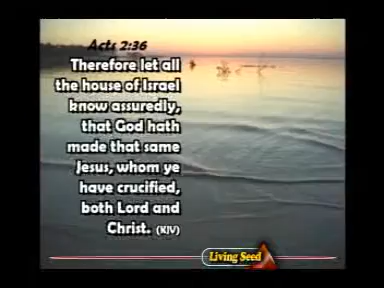 Acts 2:36
Therefore let all
the house of Israel
know assuredly,
that God hath
made that same
Jesus, whom ye
have crucified,
both Lord and
Christ. (KJV)
Living Seed